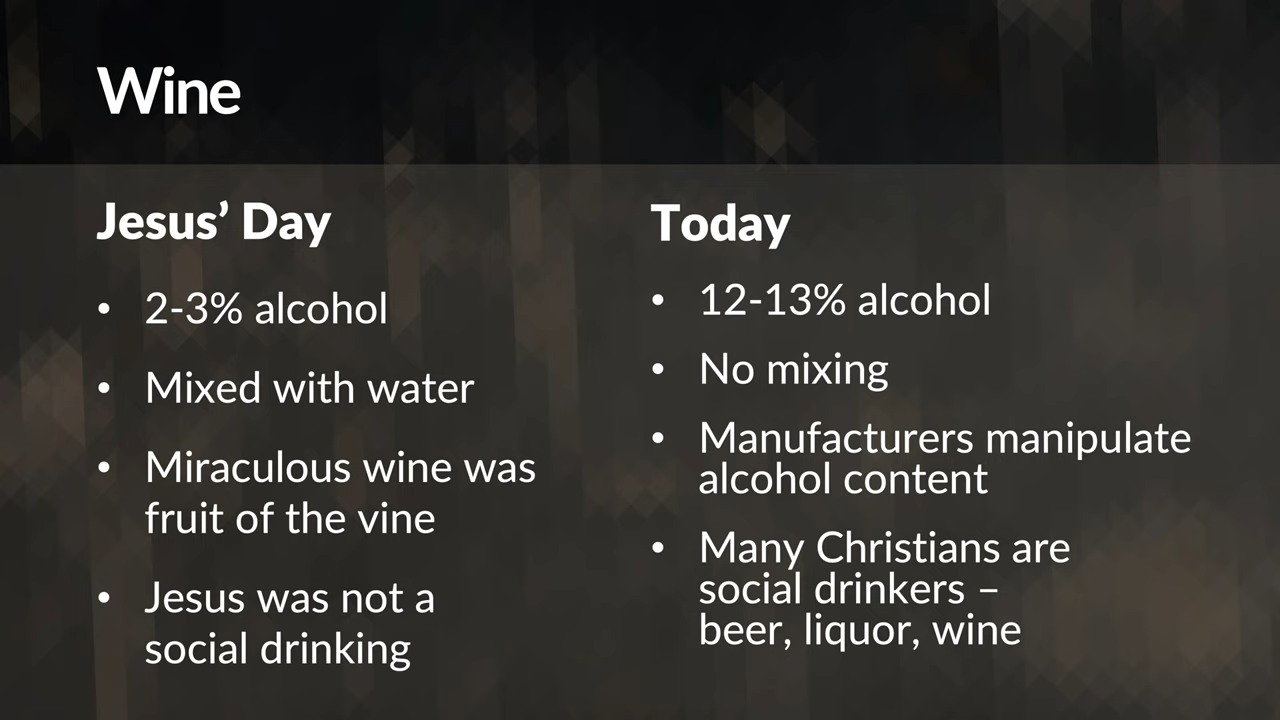 Wine
Jesus’ Day
• 2-3% alcohol
• Mixed with water
• Miraculous wine was
fruit of the vine
• Jesus was not a
social drinking
Today
• 12-13% alcohol
• No mixing
• Manufacturers manipulate
alcohol content
• Many Christians are
social drinkers –
beer, liquor, wine